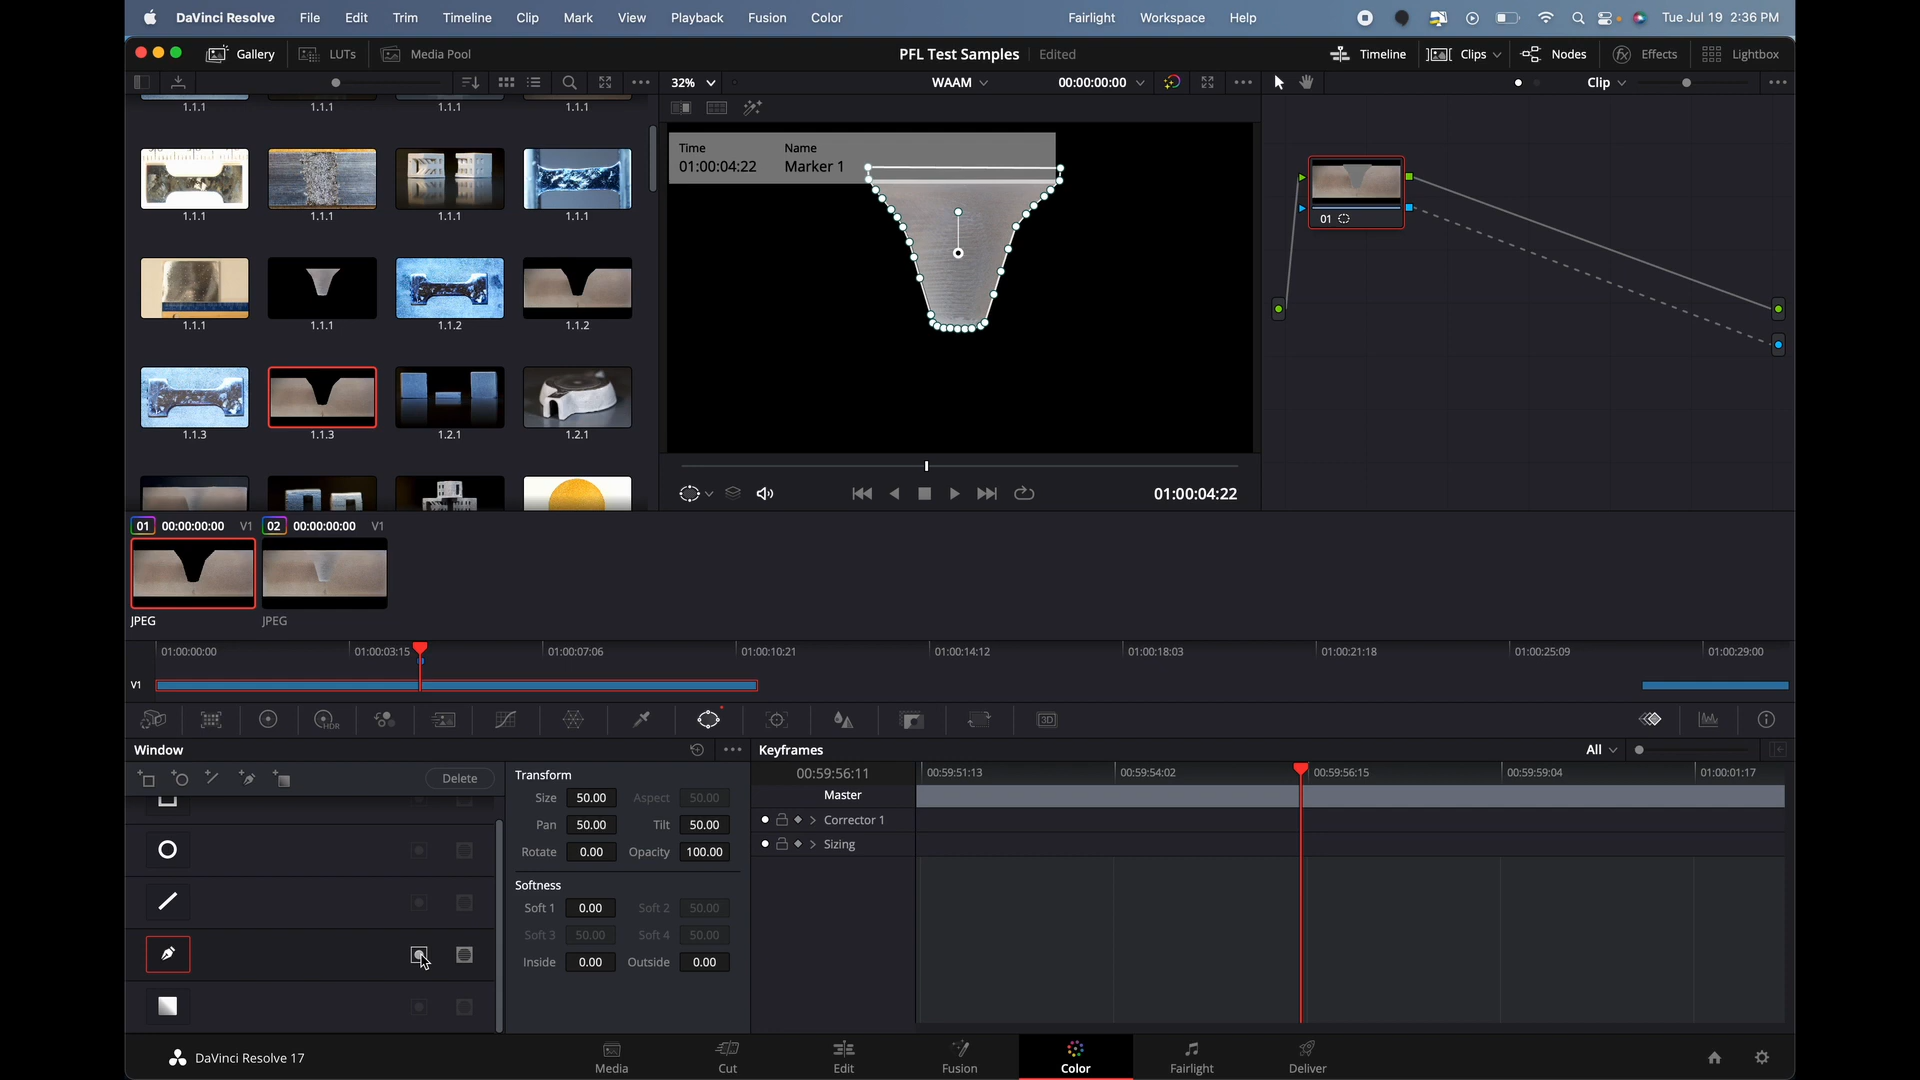 DaVinci Resolve File Edit Trim Timeline Clip Mark View Playback Fusion Color Fairlight Workspace Help Tue Jul 19 2:36 PM
Gallery LUTs Media Pool PFL Test Samples Edited Timeline Clips Nodes Effects Lightbox
32% WAAM 00:00:00:00 Clip
1.1.1 1.1.1 1.1.1 1.1.1
Time Name
01:00:04:22 Marker 1
1.1.1 1.1.1 1.1.1 1.1.1
01
1.1.1 1.1.1 1.1.2 1.1.2
1.1.3 1.1.3 1.2.1 1.2.1
01:00:04:22
01 00:00:00:00 V1 02 00:00:00:00 V1
JPEG JPEG
01:00:00:00 01:00:03:15 01:00:07:06 01:00:10:21 01:00:14:12 01:00:18:03 01:00:21:18 01:00:25:09 01:00:29:00
V1
HDR 3D
Window Keyframes All
Delete Transform 00:59:56:11 00:59:51:13 00:59:54:02 00:59:56:15 00:59:59:04 01:00:01:17
Size 50.00 Aspect 50.00 Master
Pan 50.00 Tilt 50.00 Corrector 1
Rotate 0.00 Opacity 100.00 Sizing
Softness
Soft 1 0.00 Soft 2 50.00
Soft 3 50.00 Soft 4 50.00
Inside 0.00 Outside 0.00
DaVinci Resolve 17 Media Cut Edit Fusion Color Fairlight Deliver